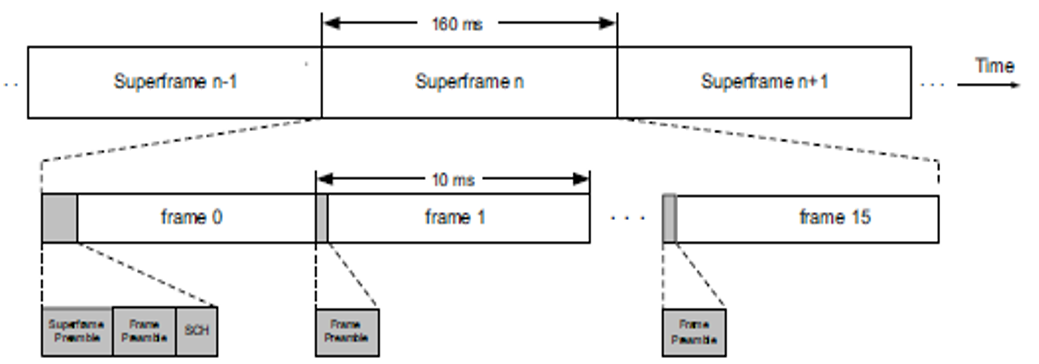 160 ms
Superframe n-1
Superframe n
Superframe n+1
Time
10 ms
frame 0
frame 1
frame 15
Superframe
Preamble
Frame
Preamble
SCH
Frame
Preamble
Frame
Preamble